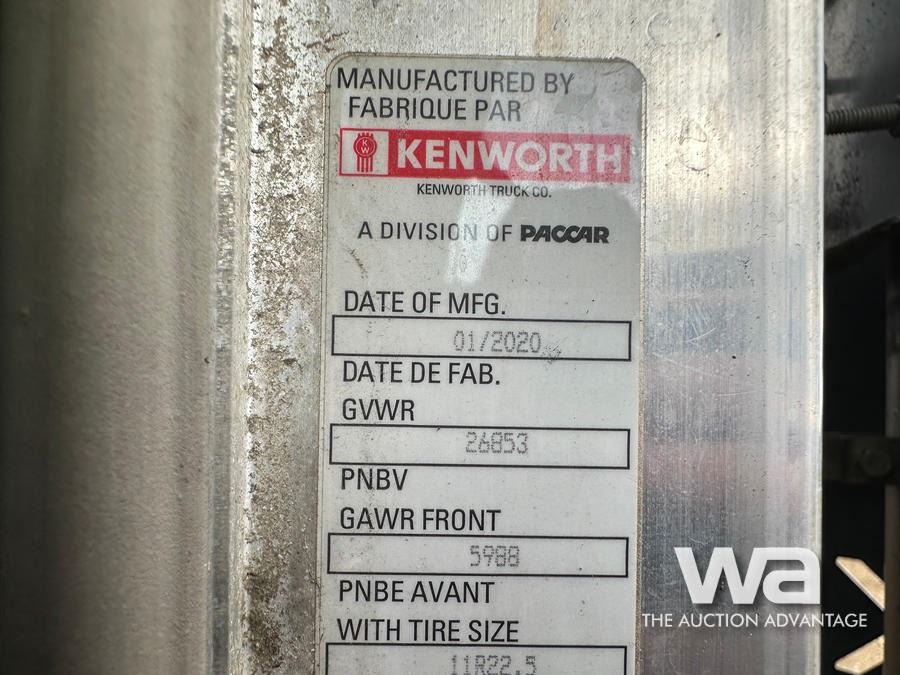 MANUFACTURED BY
FABRIQUE PAR
KW KENWORTH
KENWORTH TRUCK CO.
A DIVISION OF PACCAR
DATE OF MFG.
01/2020
DATE DE FAB.
GVWR
26853
PNBV
GAWR FRONT
5988
PNBE AVANT
WITH TIRE SIZE
11R22.5
wa
THE AUCTION ADVANTAGE